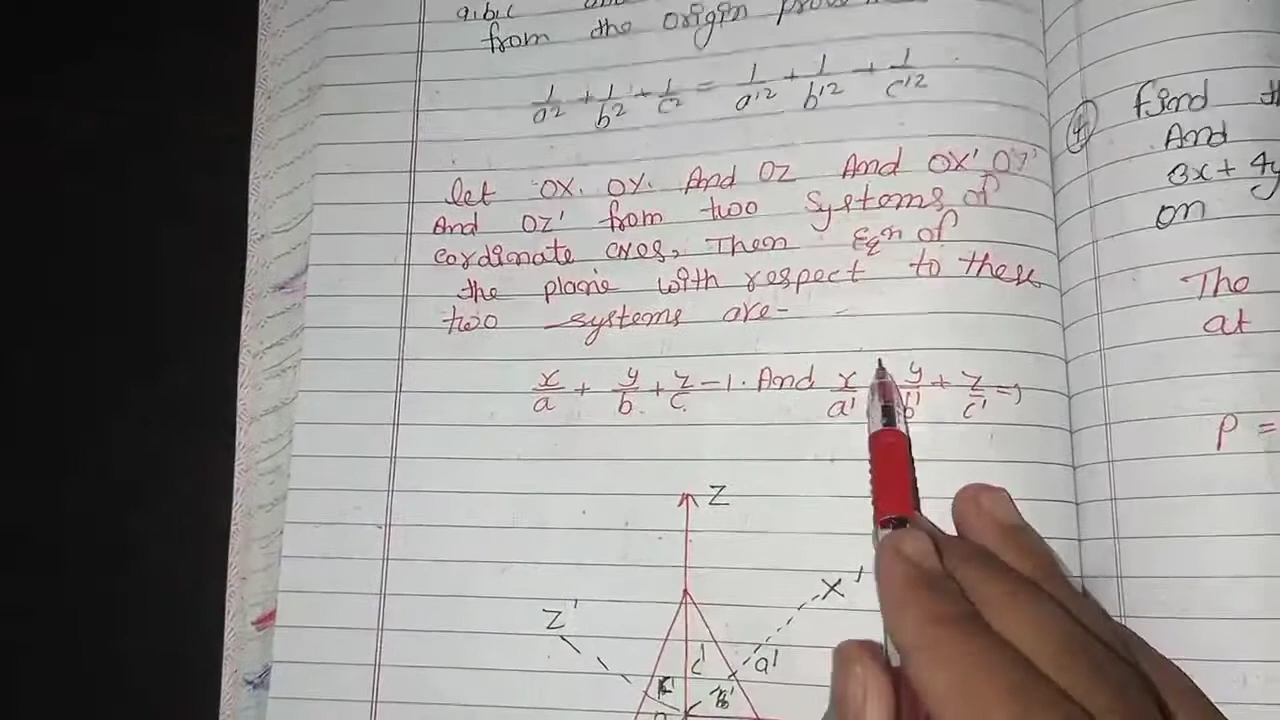 a,b,c
from the origin prove
1/a2 + 1/b2 + 1/c2 = 1/a'2 + 1/b'2 + 1/c'2
let OX. OY. And OZ And OX' OY'
And OZ' from two systems of
cordinate exes, Then Eqn of
the plane with respect to these
two systems are-
x/a + y/b + z/c -1. And x/a' y/b' + z/c' =1
Z
X'
Z'
c'
a'
b'
(4) Find
And
3x+ 4y
on
The
at
P =